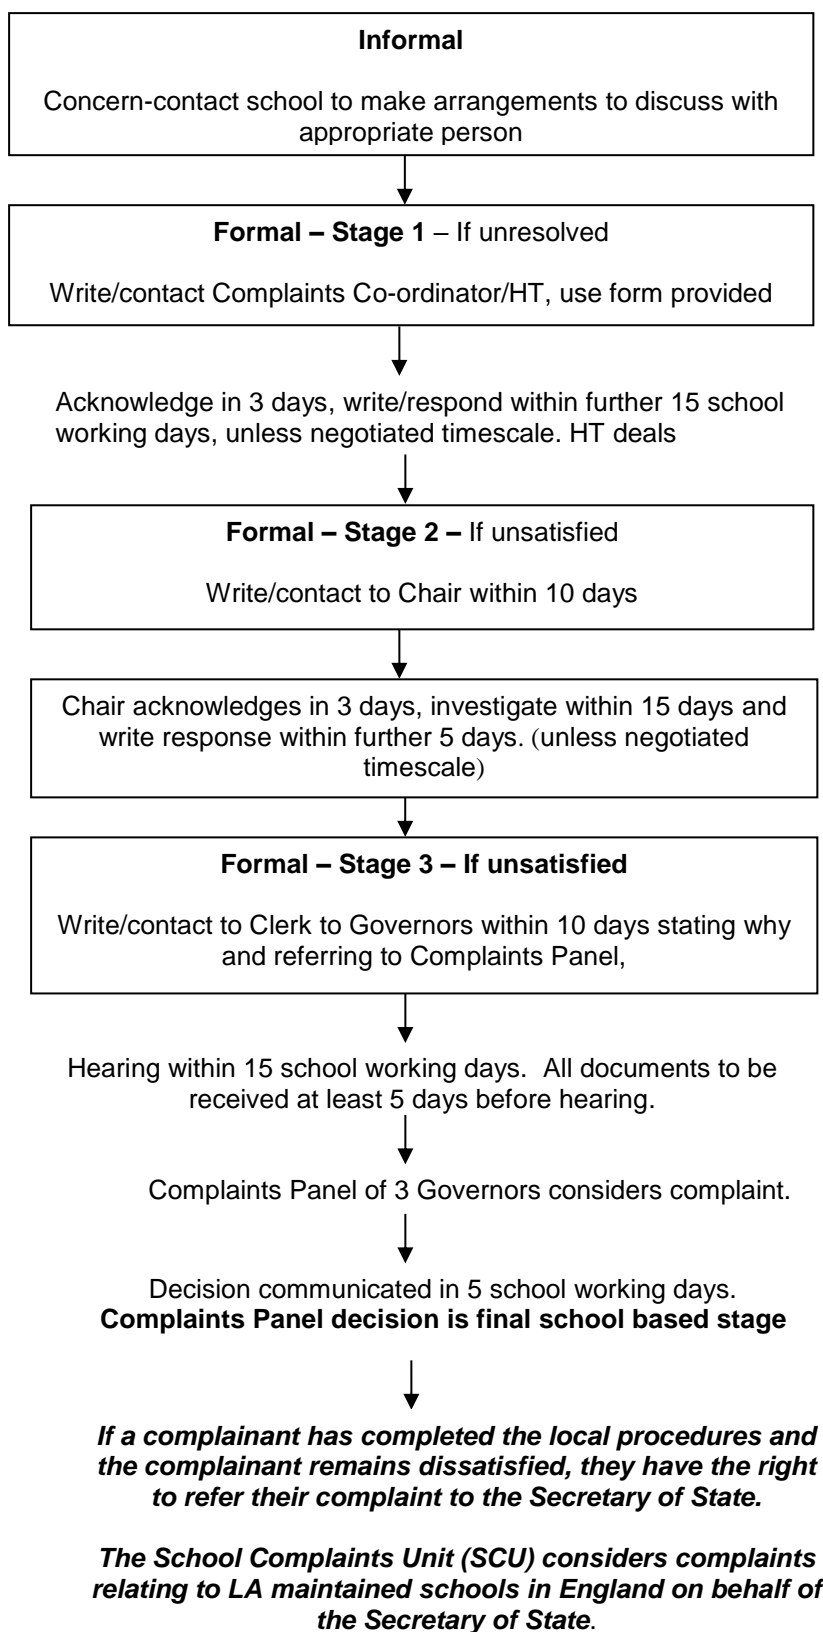 Informal
Concern-contact school to make arrangements to discuss with
appropriate person
Formal – Stage 1 – If unresolved
Write/contact Complaints Co-ordinator/HT, use form provided
Acknowledge in 3 days, write/respond within further 15 school
working days, unless negotiated timescale. HT deals
Formal – Stage 2 – If unsatisfied
Write/contact to Chair within 10 days
Chair acknowledges in 3 days, investigate within 15 days and
write response within further 5 days. (unless negotiated
timescale)
Formal – Stage 3 – If unsatisfied
Write/contact to Clerk to Governors within 10 days stating why
and referring to Complaints Panel,
Hearing within 15 school working days. All documents to be
received at least 5 days before hearing.
Complaints Panel of 3 Governors considers complaint.
Decision communicated in 5 school working days.
Complaints Panel decision is final school based stage
If a complainant has completed the local procedures and
the complainant remains dissatisfied, they have the right
to refer their complaint to the Secretary of State.
The School Complaints Unit (SCU) considers complaints
relating to LA maintained schools in England on behalf of
the Secretary of State.